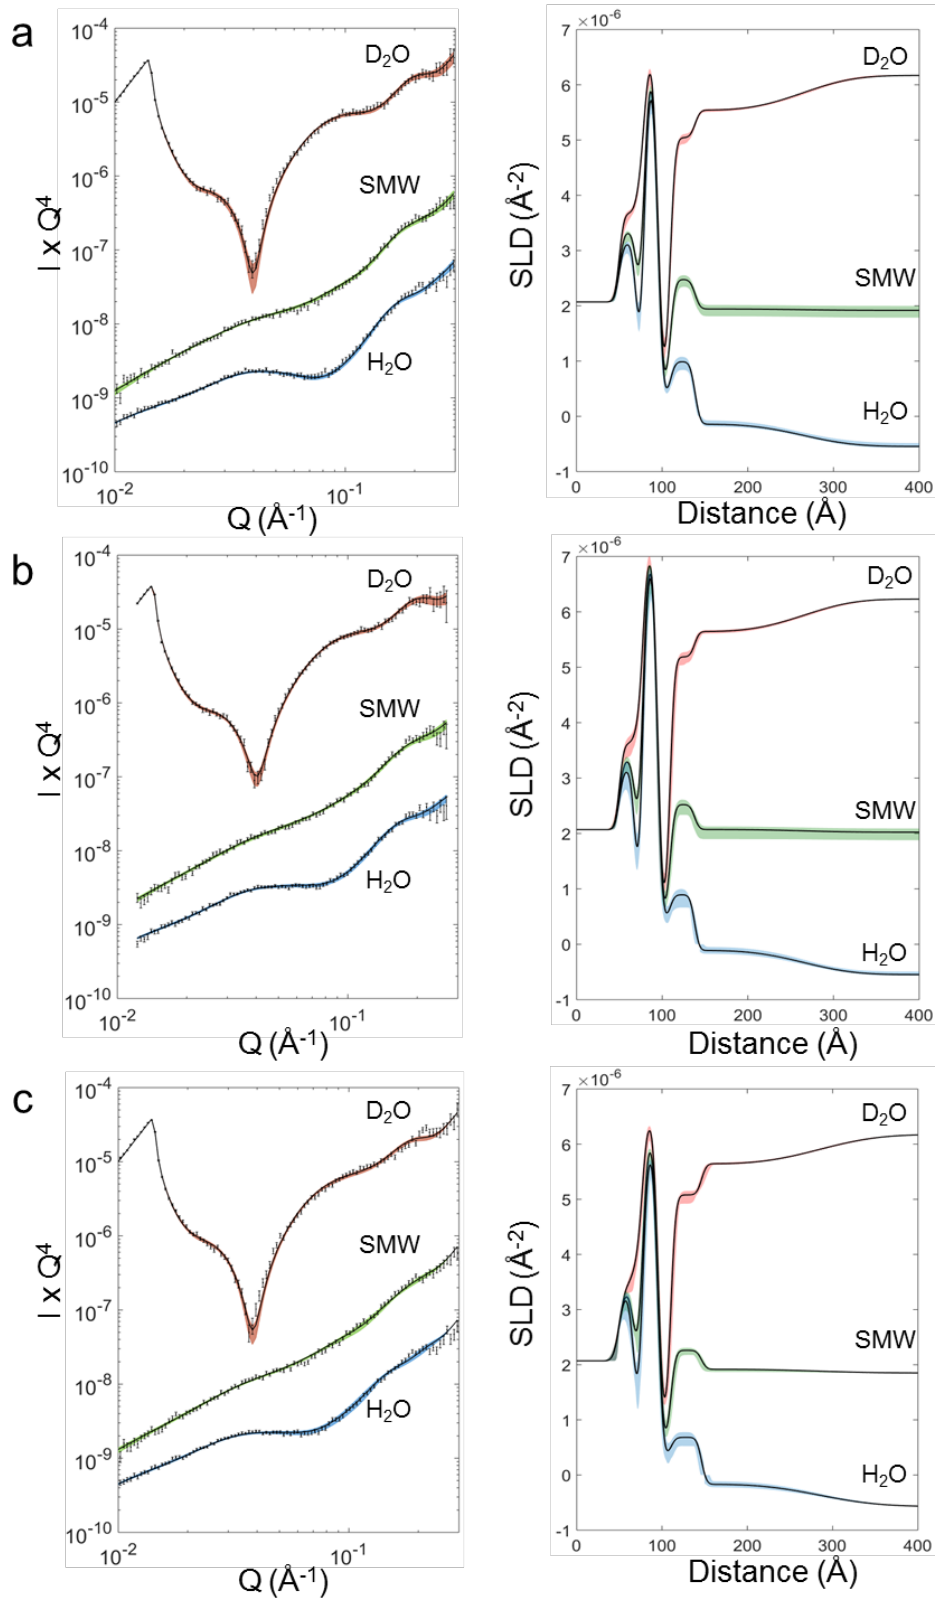 a
10⁻⁴
10⁻⁵
10⁻⁶
10⁻⁷
10⁻⁸
10⁻⁹
10⁻¹⁰
10⁻² 10⁻¹
I x Q⁴
Q (Å⁻¹)
D₂O
SMW
H₂O
×10⁻⁶
7
6
5
4
3
2
1
0
-1
0 100 200 300 400
SLD (Å⁻²)
Distance (Å)
D₂O
SMW
H₂O
b
10⁻⁴
10⁻⁵
10⁻⁶
10⁻⁷
10⁻⁸
10⁻⁹
10⁻¹⁰
10⁻² 10⁻¹
I x Q⁴
Q (Å⁻¹)
D₂O
SMW
H₂O
×10⁻⁶
7
6
5
4
3
2
1
0
-1
0 100 200 300 400
SLD (Å⁻²)
Distance (Å)
D₂O
SMW
H₂O
c
10⁻⁴
10⁻⁵
10⁻⁶
10⁻⁷
10⁻⁸
10⁻⁹
10⁻¹⁰
10⁻² 10⁻¹
I x Q⁴
Q (Å⁻¹)
D₂O
SMW
H₂O
×10⁻⁶
7
6
5
4
3
2
1
0
-1
0 100 200 300 400
SLD (Å⁻²)
Distance (Å)
D₂O
SMW
H₂O